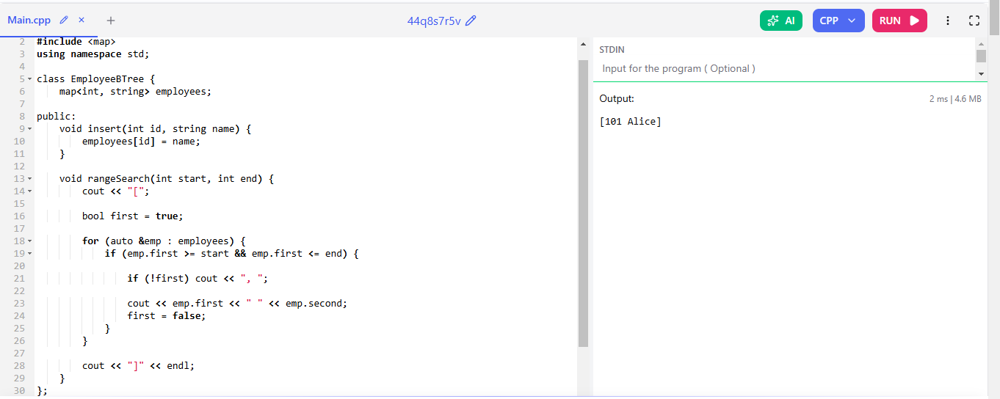 Main.cpp
44q8s7r5v
AI
CPP
RUN
2 #include <map>
3 using namespace std;
4
5 class EmployeeBTree {
6     map<int, string> employees;
7
8 public:
9     void insert(int id, string name) {
10         employees[id] = name;
11     }
12
13     void rangeSearch(int start, int end) {
14         cout << "[";
15
16         bool first = true;
17
18         for (auto &emp : employees) {
19             if (emp.first >= start && emp.first <= end) {
20
21                 if (!first) cout << ", ";
22
23                 cout << emp.first << " " << emp.second;
24                 first = false;
25             }
26         }
27
28         cout << "]" << endl;
29     }
30 };
STDIN
Input for the program ( Optional )
Output:
2 ms | 4.6 MB
[101 Alice]